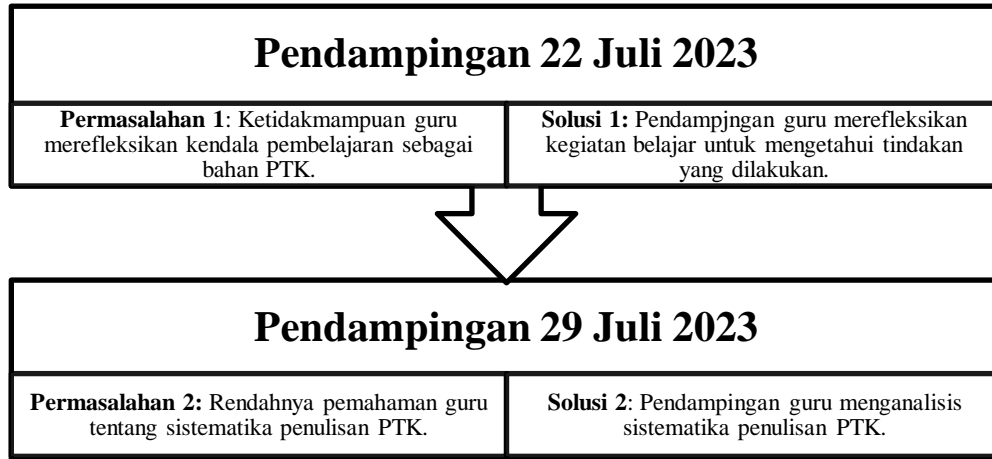 Pendampingan 22 Juli 2023
Permasalahan 1: Ketidakmampuan guru
merefleksikan kendala pembelajaran sebagai
bahan PTK.
Solusi 1: Pendampjngan guru merefleksikan
kegiatan belajar untuk mengetahui tindakan
yang dilakukan.
Pendampingan 29 Juli 2023
Permasalahan 2: Rendahnya pemahaman guru
tentang sistematika penulisan PTK.
Solusi 2: Pendampingan guru menganalisis
sistematika penulisan PTK.